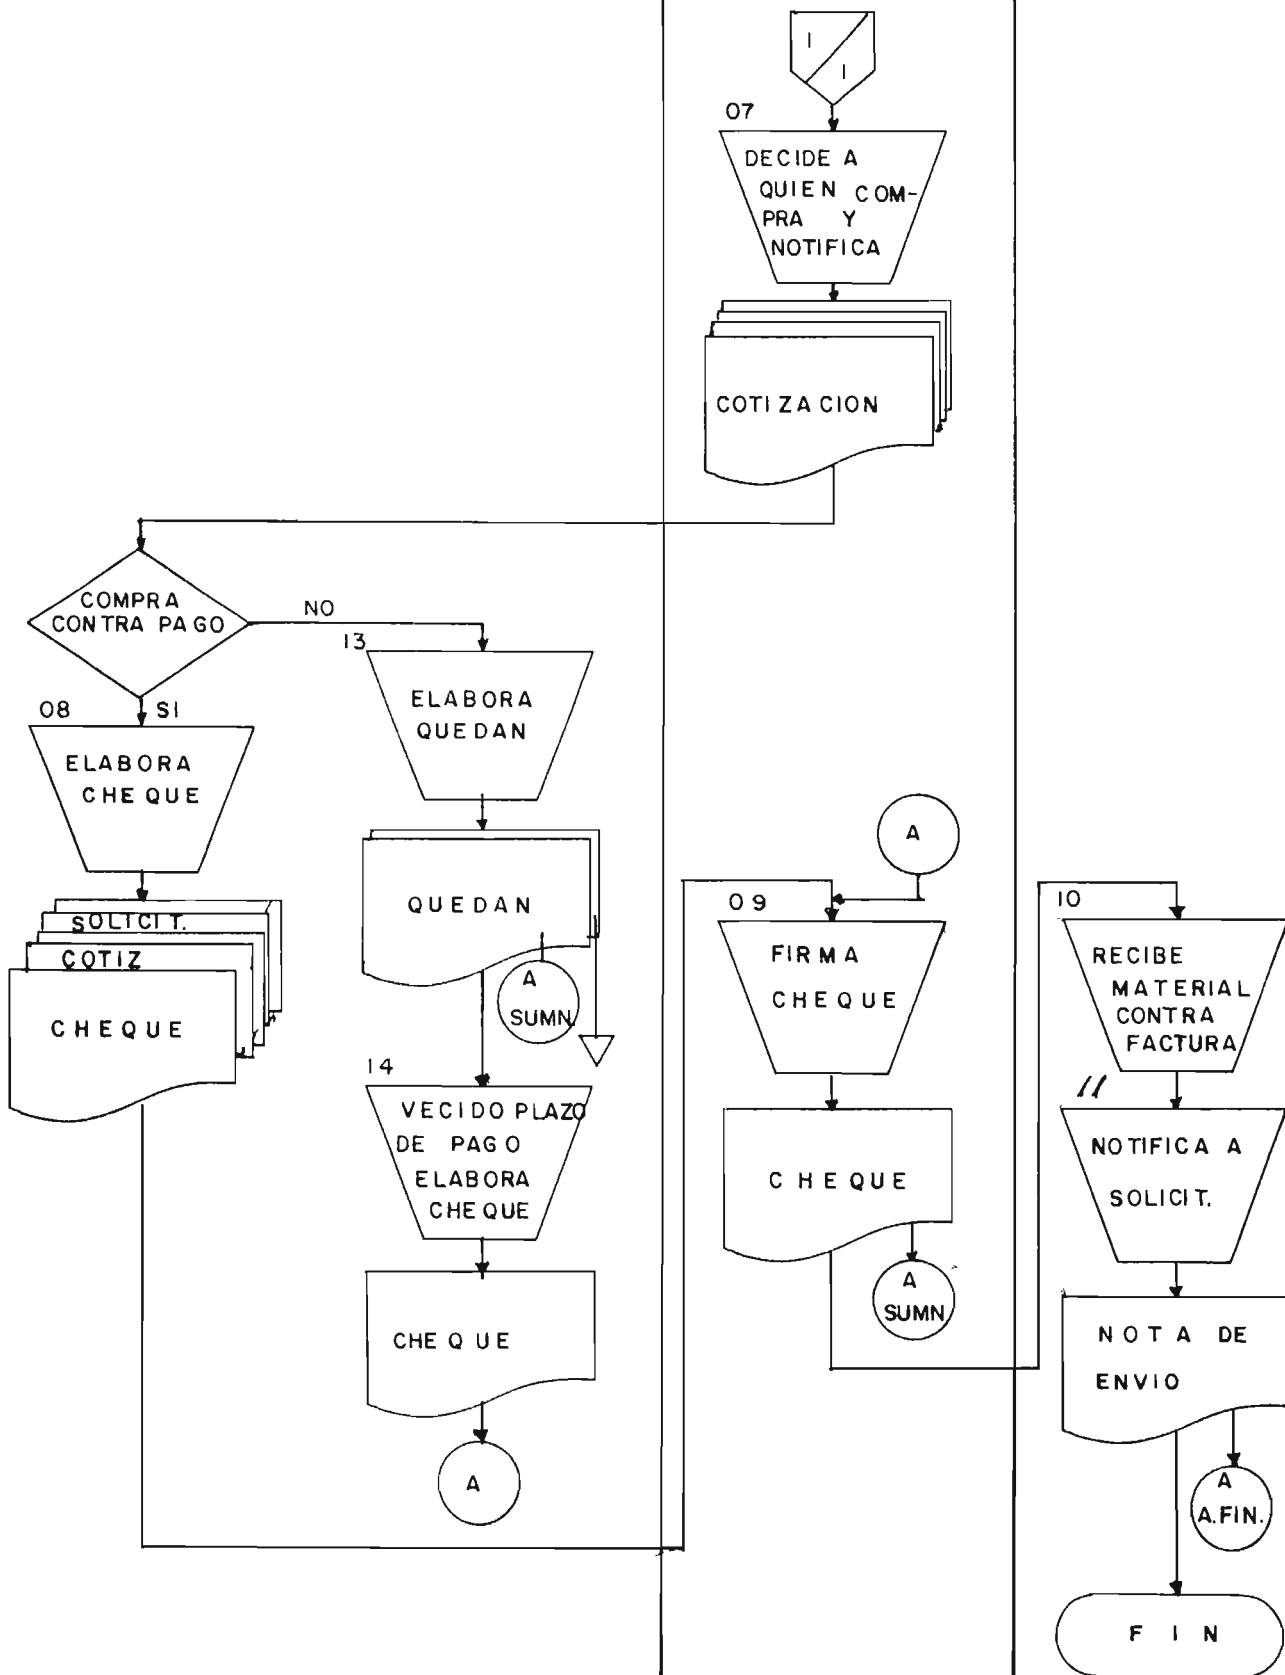 1
1
07
DECIDE A
QUIEN COM-
PRA Y
NOTIFICA
COTIZACION
COMPRA
CONTRA PAGO
NO
SI
08
ELABORA
CHEQUE
SOLICIT.
COTIZ
CHEQUE
13
ELABORA
QUEDAN
QUEDAN
A
SUMN.
14
VECIDO PLAZO
DE PAGO
ELABORA
CHEQUE
CHEQUE
A
A
09
FIRMA
CHEQUE
CHEQUE
A
SUMN
10
RECIBE
MATERIAL
CONTRA
FACTURA
11
NOTIFICA A
SOLICIT.
NOTA DE
ENVIO
A
A.FIN.
FIN